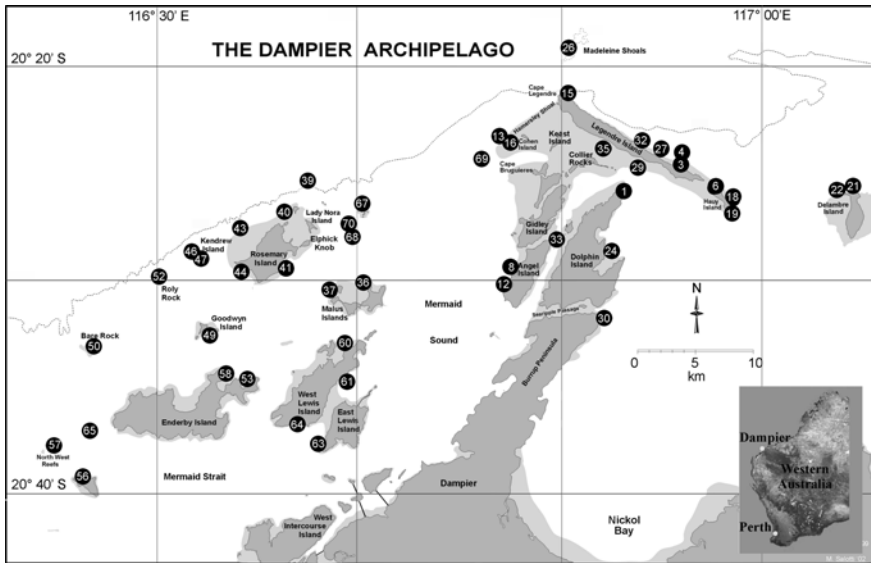 116° 30' E
117° 00' E
20° 20' S
THE DAMPIER ARCHIPELAGO
26
Madeleine Shoals
Cape
Legendre
15
Hamersley Shoal
13
16
Cohen
Island
Keast
Island
Legendre Island
32
27
4
3
35
Collier
Rocks
29
69
Cape
Bruguieres
6
18
Hauy
Island
19
22
21
Delambre
Island
1
39
40
Lady Nora
Island
67
43
70
68
Elphick
Knob
Kendrew
Island
46
47
Rosemary
Island
44
41
52
Roly
Rock
Gidley
Island
33
24
Dolphin
Island
8
Angel
Island
12
37
36
Malus
Islands
Mermaid
Sound
N
Goodwyn
Island
49
Bare Rock
50
Searipple Passage
30
0
5
10
km
60
Burrup Peninsula
58
53
61
West
Lewis
Island
East
Lewis
Island
Enderby Island
64
63
65
57
North West
Reefs
56
Mermaid Strait
20° 40' S
Dampier
West
Intercourse
Island
Nickol
Bay
Dampier
Western
Australia
Perth